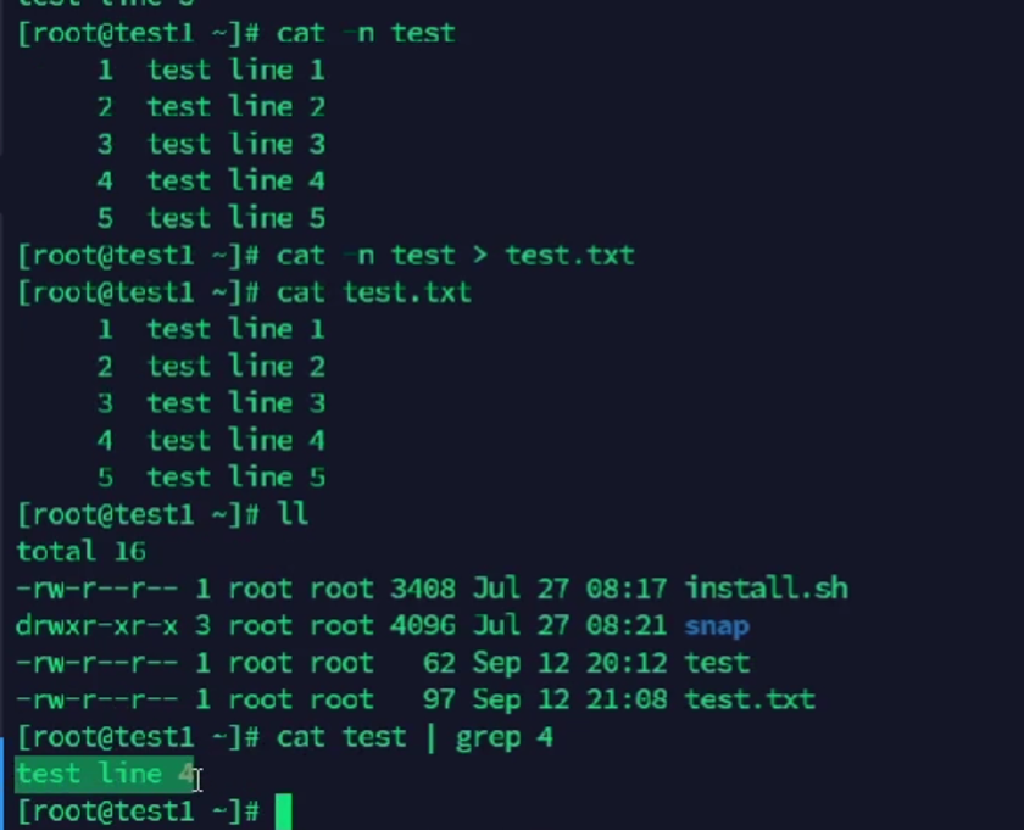 test line 5
[root@test1 ~]# cat -n test
     1  test line 1
     2  test line 2
     3  test line 3
     4  test line 4
     5  test line 5
[root@test1 ~]# cat -n test > test.txt
[root@test1 ~]# cat test.txt
     1  test line 1
     2  test line 2
     3  test line 3
     4  test line 4
     5  test line 5
[root@test1 ~]# ll
total 16
-rw-r--r-- 1 root root 3408 Jul 27 08:17 install.sh
drwxr-xr-x 3 root root 4096 Jul 27 08:21 snap
-rw-r--r-- 1 root root   62 Sep 12 20:12 test
-rw-r--r-- 1 root root   97 Sep 12 21:08 test.txt
[root@test1 ~]# cat test | grep 4
test line 4
[root@test1 ~]#